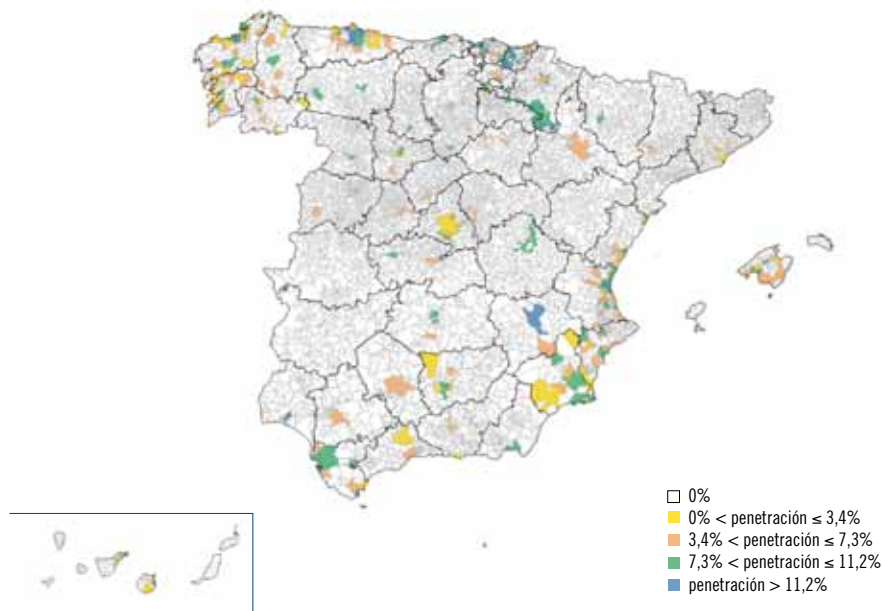 0%
0% < penetración ≤ 3,4%
3,4% < penetración ≤ 7,3%
7,3% < penetración ≤ 11,2%
penetración > 11,2%